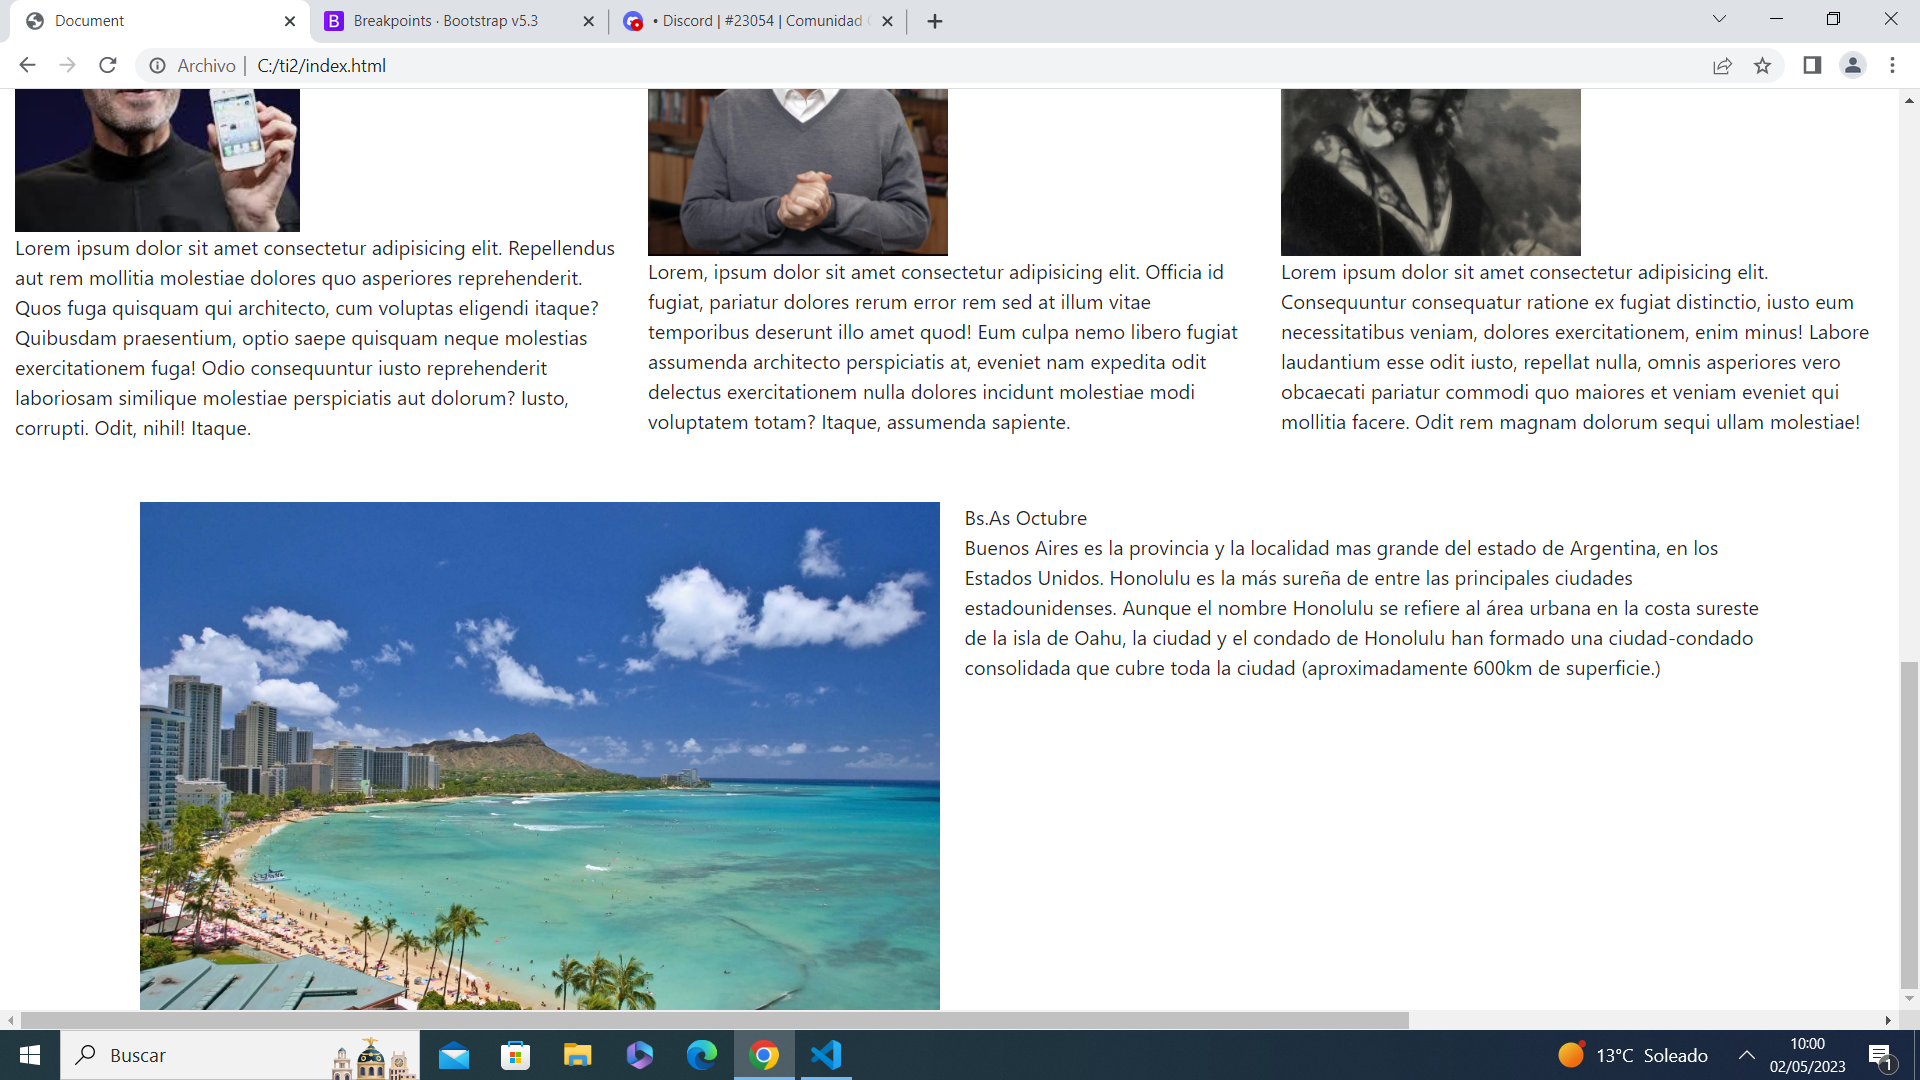 Document
Breakpoints · Bootstrap v5.3
• Discord | #23054 | Comunidad
Archivo
C:/ti2/index.html
Lorem ipsum dolor sit amet consectetur adipisicing elit. Repellendus
aut rem mollitia molestiae dolores quo asperiores reprehenderit.
Quos fuga quisquam qui architecto, cum voluptas eligendi itaque?
Quibusdam praesentium, optio saepe quisquam neque molestias
exercitationem fuga! Odio consequuntur iusto reprehenderit
laboriosam similique molestiae perspiciatis aut dolorum? Iusto,
corrupti. Odit, nihil! Itaque.
Lorem, ipsum dolor sit amet consectetur adipisicing elit. Officia id
fugiat, pariatur dolores rerum error rem sed at illum vitae
temporibus deserunt illo amet quod! Eum culpa nemo libero fugiat
assumenda architecto perspiciatis at, eveniet nam expedita odit
delectus exercitationem nulla dolores incidunt molestiae modi
voluptatem totam? Itaque, assumenda sapiente.
Lorem ipsum dolor sit amet consectetur adipisicing elit.
Consequuntur consequatur ratione ex fugiat distinctio, iusto eum
necessitatibus veniam, dolores exercitationem, enim minus! Labore
laudantium esse odit iusto, repellat nulla, omnis asperiores vero
obcaecati pariatur commodi quo maiores et veniam eveniet qui
mollitia facere. Odit rem magnam dolorum sequi ullam molestiae!
Bs.As Octubre
Buenos Aires es la provincia y la localidad mas grande del estado de Argentina, en los
Estados Unidos. Honolulu es la más sureña de entre las principales ciudades
estadounidenses. Aunque el nombre Honolulu se refiere al área urbana en la costa sureste
de la isla de Oahu, la ciudad y el condado de Honolulu han formado una ciudad-condado
consolidada que cubre toda la ciudad (aproximadamente 600km de superficie.)
Buscar
13°C Soleado
10:00
02/05/2023
1